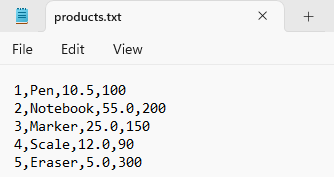 products.txt
File Edit View
1,Pen,10.5,100
2,Notebook,55.0,200
3,Marker,25.0,150
4,Scale,12.0,90
5,Eraser,5.0,300